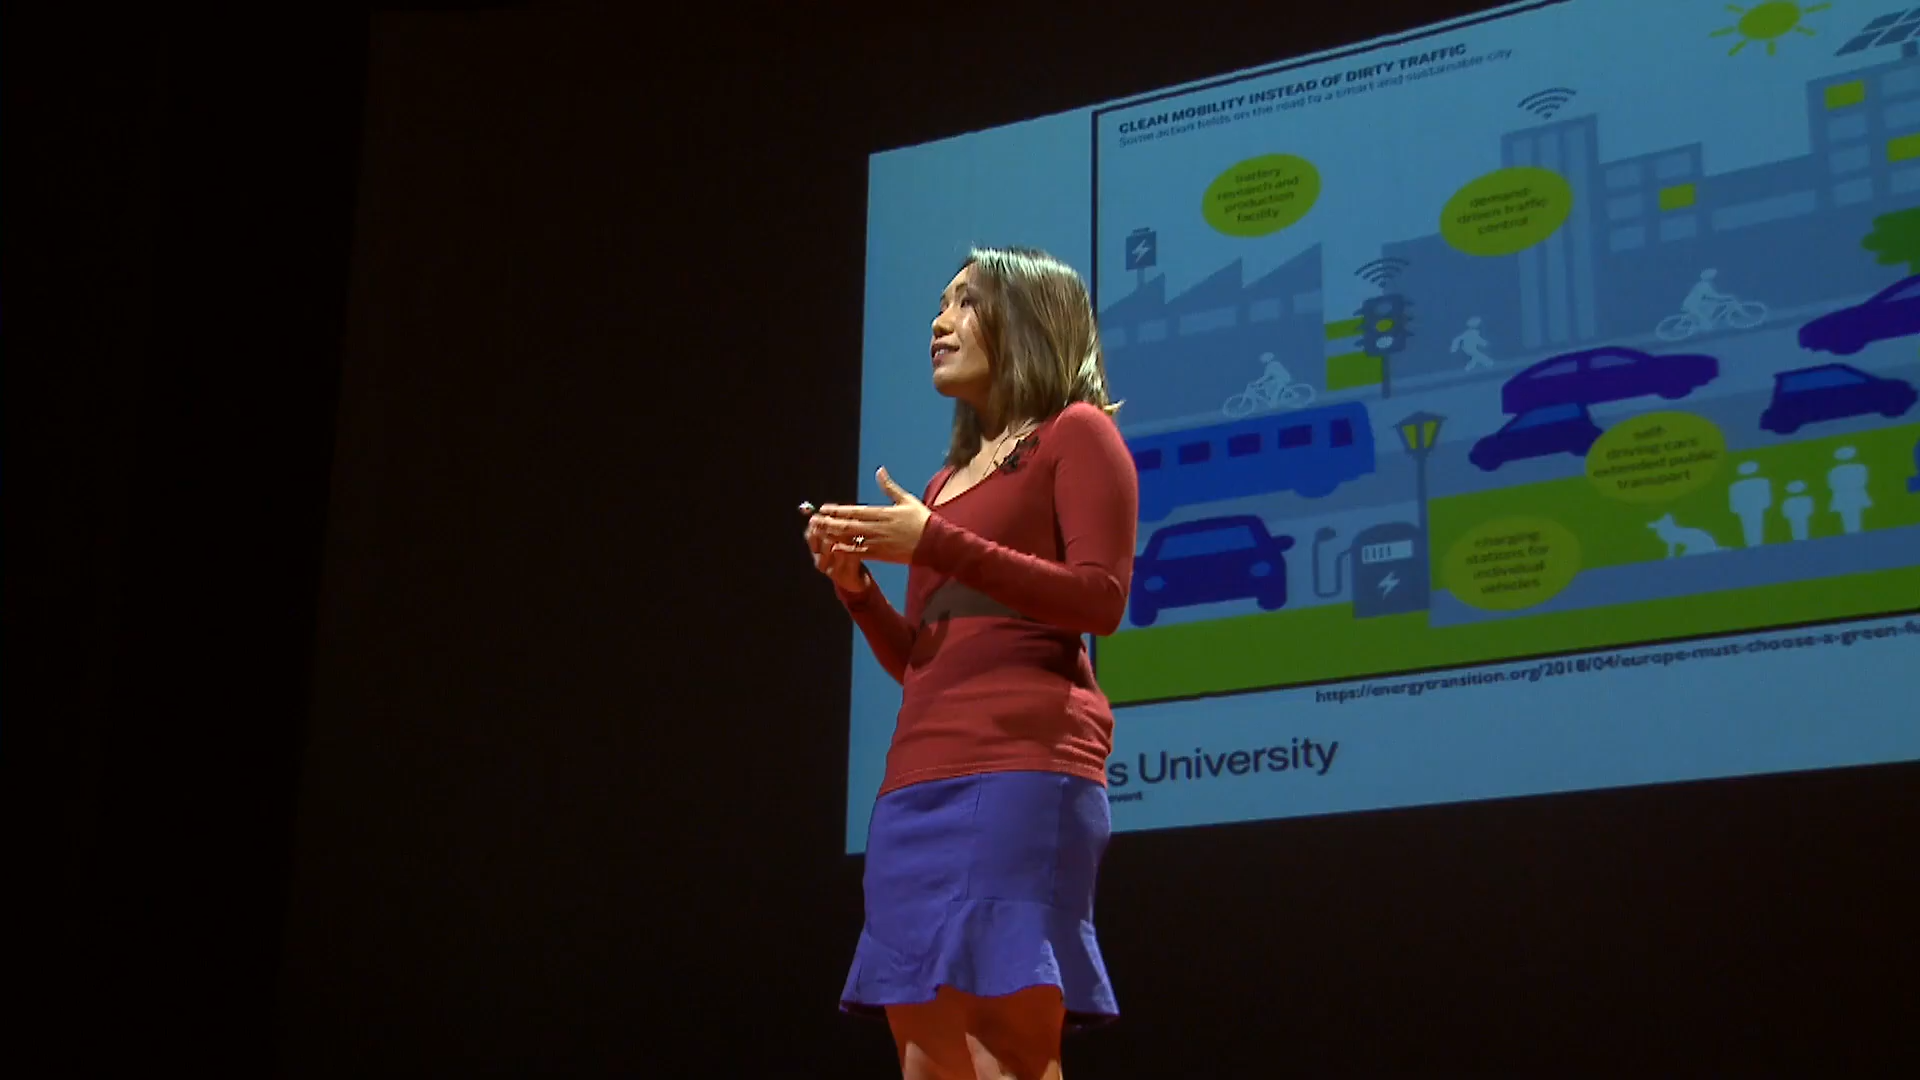 CLEAN MOBILITY INSTEAD OF DIRTY TRAFFIC
Some action fields on the road to a smart and sustainable city
battery
research and
production
facility
demand-
driven traffic
control
self-
driving cars
extended public
transport
charging
stations for
individual
vehicles
https://energytransition.org/2018/04/europe-must-choose-a-green-fu
s University
event